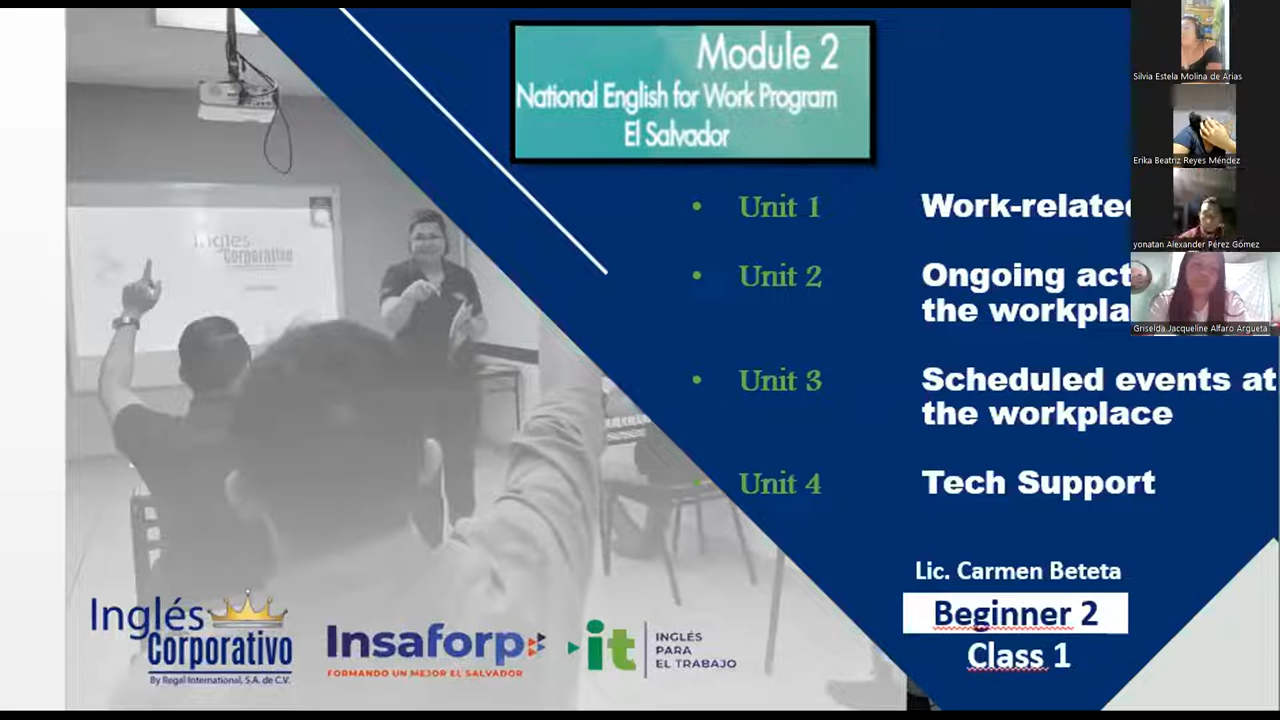 Module 2
National English for Work Program
El Salvador
• Unit 1 Work-related
• Unit 2 Ongoing act
the workpla
• Unit 3 Scheduled events at
the workplace
• Unit 4 Tech Support
Lic. Carmen Beteta
Beginner 2
Class 1
Inglés
Corporativo
By Regal International, S.A. de C.V.
Insaforp
FORMANDO UN MEJOR EL SALVADOR
it
INGLÉS
PARA
EL TRABAJO
Inglés
Corporativo
Silvia Estela Molina de Arias
Erika Beatriz Reyes Méndez
yonatan Alexander Pérez Gómez
Griselda Jacqueline Alfaro Argueta